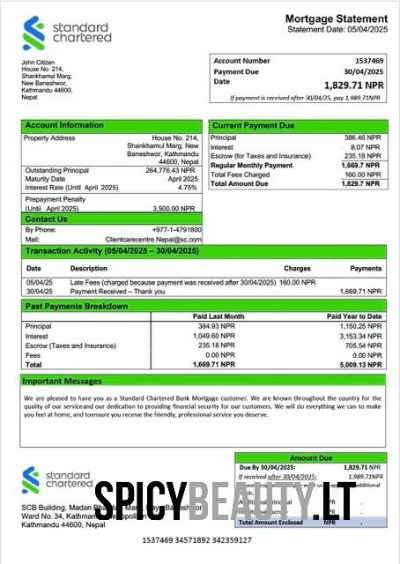 standard
chartered
Mortgage Statement
Statement Date: 05/04/2025
John Citizen
House No. 214,
Shankhamul Marg,
New Baneshwor,
Kathmandu 44600,
Nepal
Account Number 1537469
Payment Due 30/04/2025
Date
1,829.71 NPR
If payment is received after 30/04/25, pay 1,989.71NPR
Account Information
Property Address House No. 214,
Shankhamul Marg, New
Baneshwor, Kathmandu
44600, Nepal
Outstanding Principal 264,776.43 NPR
Maturity Date April 2025
Interest Rate (Until April 2025) 4.75%
Prepayment Penalty
(Until April 2025) 3,500.00 NPR
Contact Us
By Phone: +977-1-4791800
Mail: Clientcarecentre.Nepal@sc.com
Current Payment Due
Principal 386.46 NPR
Interest 8.07 NPR
Escrow (for Taxes and Insurance) 235.18 NPR
Regular Monthly Payment 1,669.7 NPR
Total Fees Charged 160.00 NPR
Total Amount Due 1,829.7 NPR
Transaction Activity (05/04/2025 – 30/04/2025)
Date Description Charges Payments
05/04/25 Late Fees (charged because payment was received after 30/04/2025) 160.00 NPR
30/04/25 Payment Received – Thank you 1,669.71 NPR
Past Payments Breakdown
Paid Last Month Paid Year to Date
Principal 384.93 NPR 1,150.25 NPR
Interest 1,049.60 NPR 3,153.34 NPR
Escrow (Taxes and Insurance) 235.18 NPR 705.54 NPR
Fees 0.00 NPR 0.00 NPR
Total 1,669.71 NPR 5,009.13 NPR
Important Messages
We are pleased to have you as a Standard Chartered Bank Mortgage customer. We are known throughout the country for the
quality of our service and our dedication to providing financial security for our customers. We will do everything we can to make
you feel at home, and to ensure you receive the friendly, professional service you deserve.
standard
chartered
SCB Building, Madan
Ward No. 34, Kathmandu
Kathmandu 44600, Nepal
Amount Due
Due By 30/04/2025: 1,829.71 NPR
If received after 30/04/2025: 1,989.71NPR
Total Amount Enclosed NPR
SPICYBEAUTY.LT
1537469 34571892 342359127